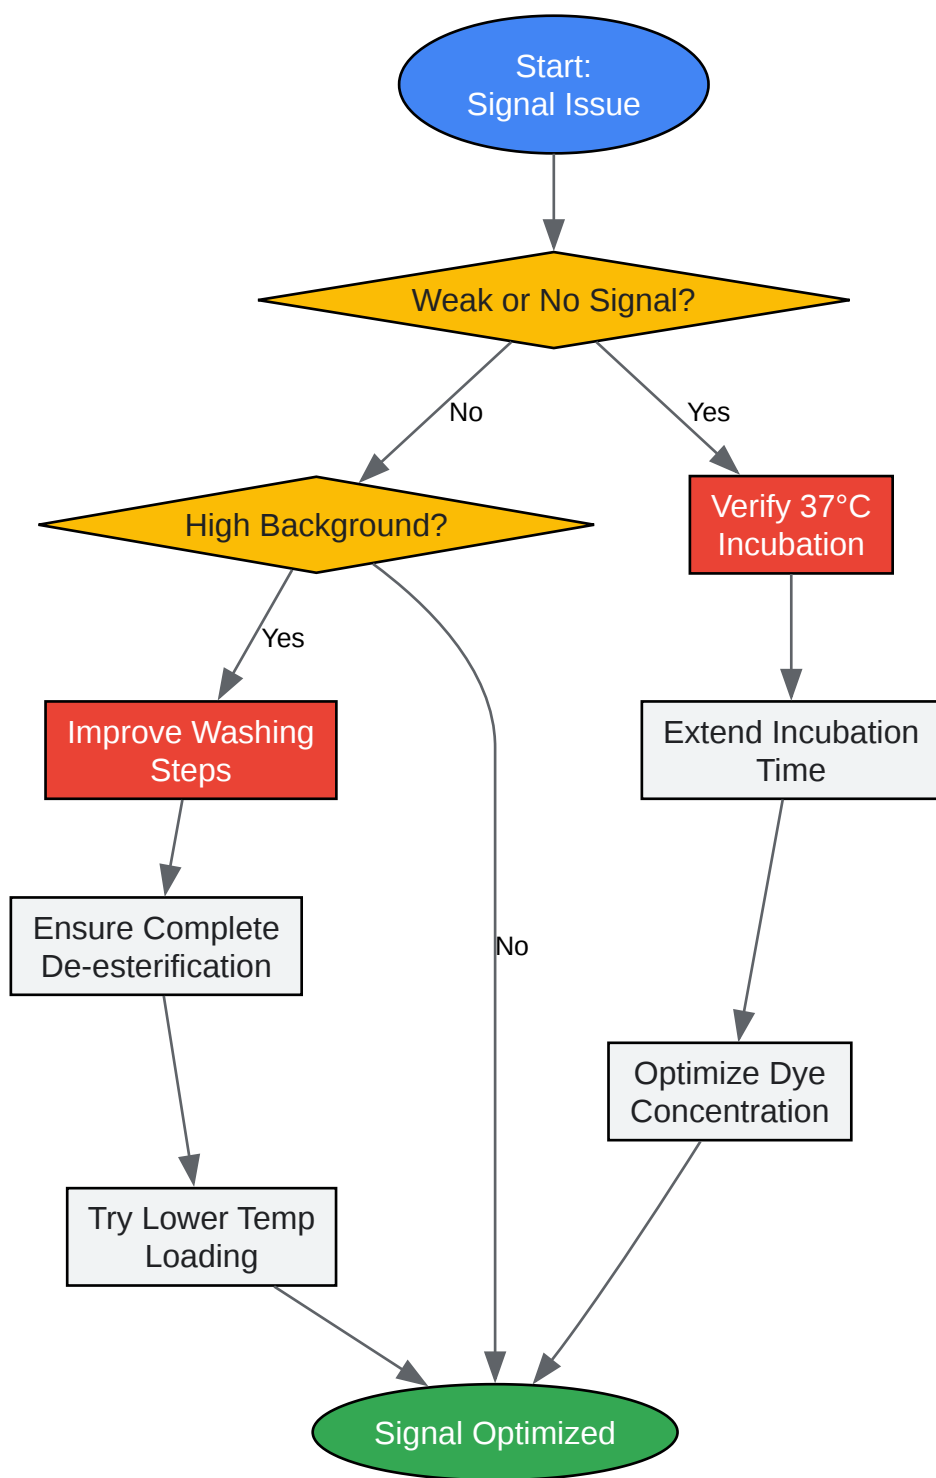 Start:
Signal Issue
Weak or No Signal?
No
Yes
High Background?
Verify 37°C
Incubation
Yes
Improve Washing
Steps
Extend Incubation
Time
Ensure Complete
De-esterification
No
Optimize Dye
Concentration
Try Lower Temp
Loading
Signal Optimized